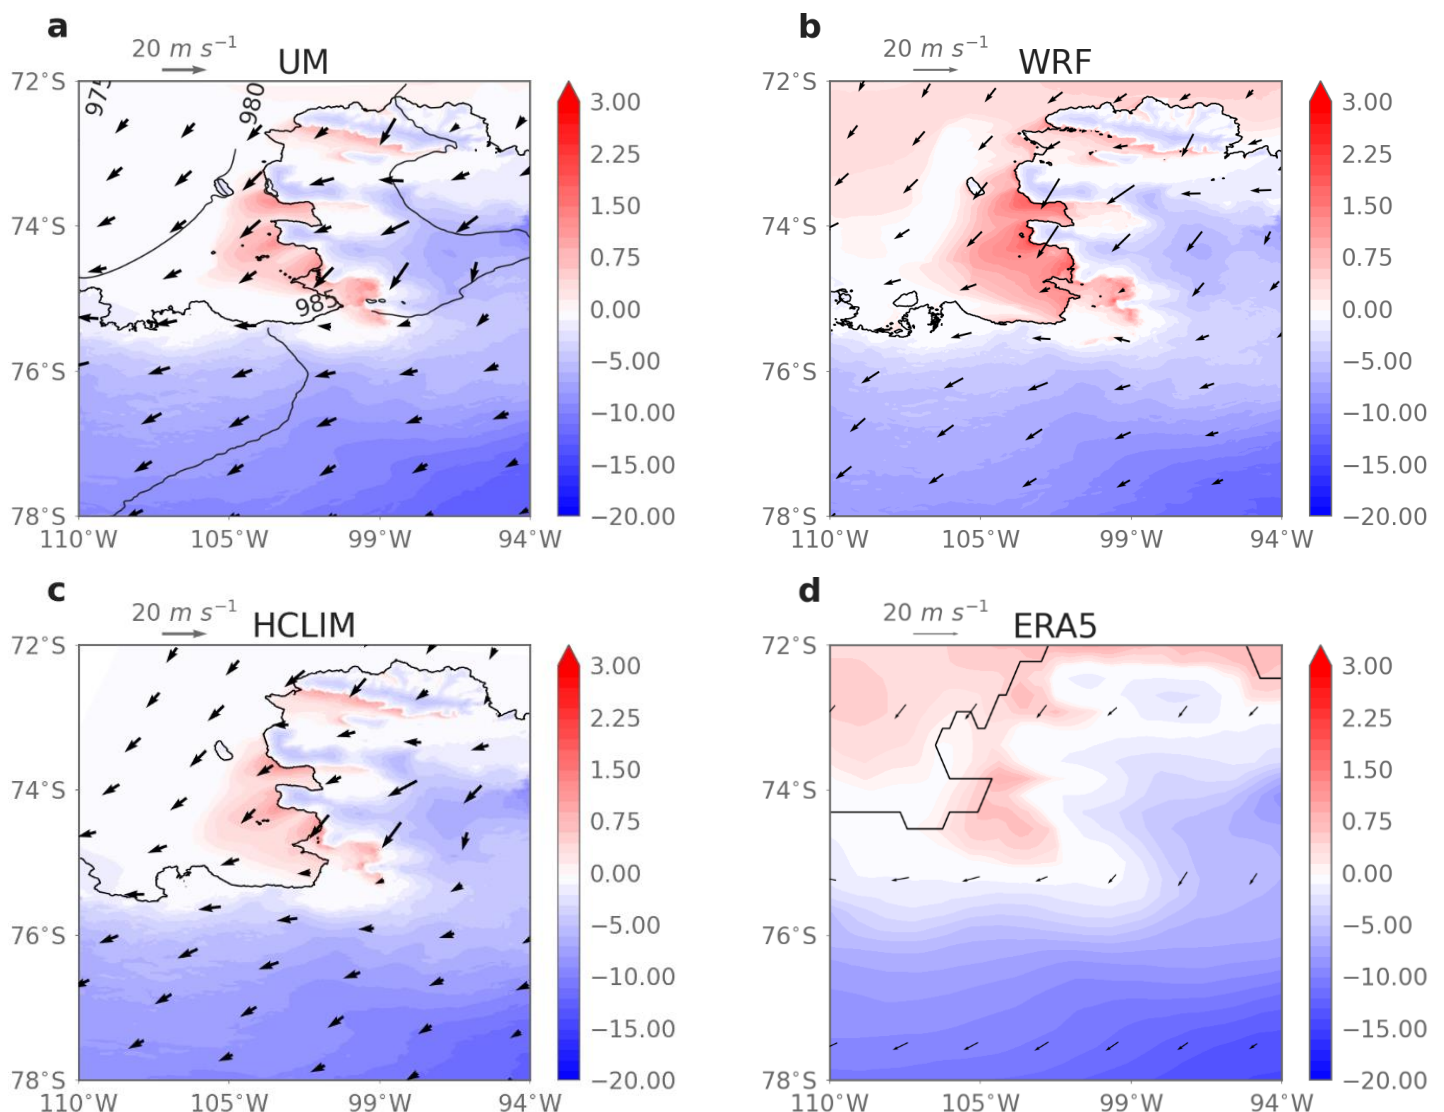 a
20 m s⁻¹
UM
72°S
74°S
76°S
78°S
110°W
105°W
99°W
94°W
975
980
985
3.00
2.25
1.50
0.75
0.00
−5.00
−10.00
−15.00
−20.00
b
20 m s⁻¹
WRF
72°S
74°S
76°S
78°S
110°W
105°W
99°W
94°W
3.00
2.25
1.50
0.75
0.00
−5.00
−10.00
−15.00
−20.00
c
20 m s⁻¹
HCLIM
72°S
74°S
76°S
78°S
110°W
105°W
99°W
94°W
3.00
2.25
1.50
0.75
0.00
−5.00
−10.00
−15.00
−20.00
d
20 m s⁻¹
ERA5
72°S
74°S
76°S
78°S
110°W
105°W
99°W
94°W
3.00
2.25
1.50
0.75
0.00
−5.00
−10.00
−15.00
−20.00